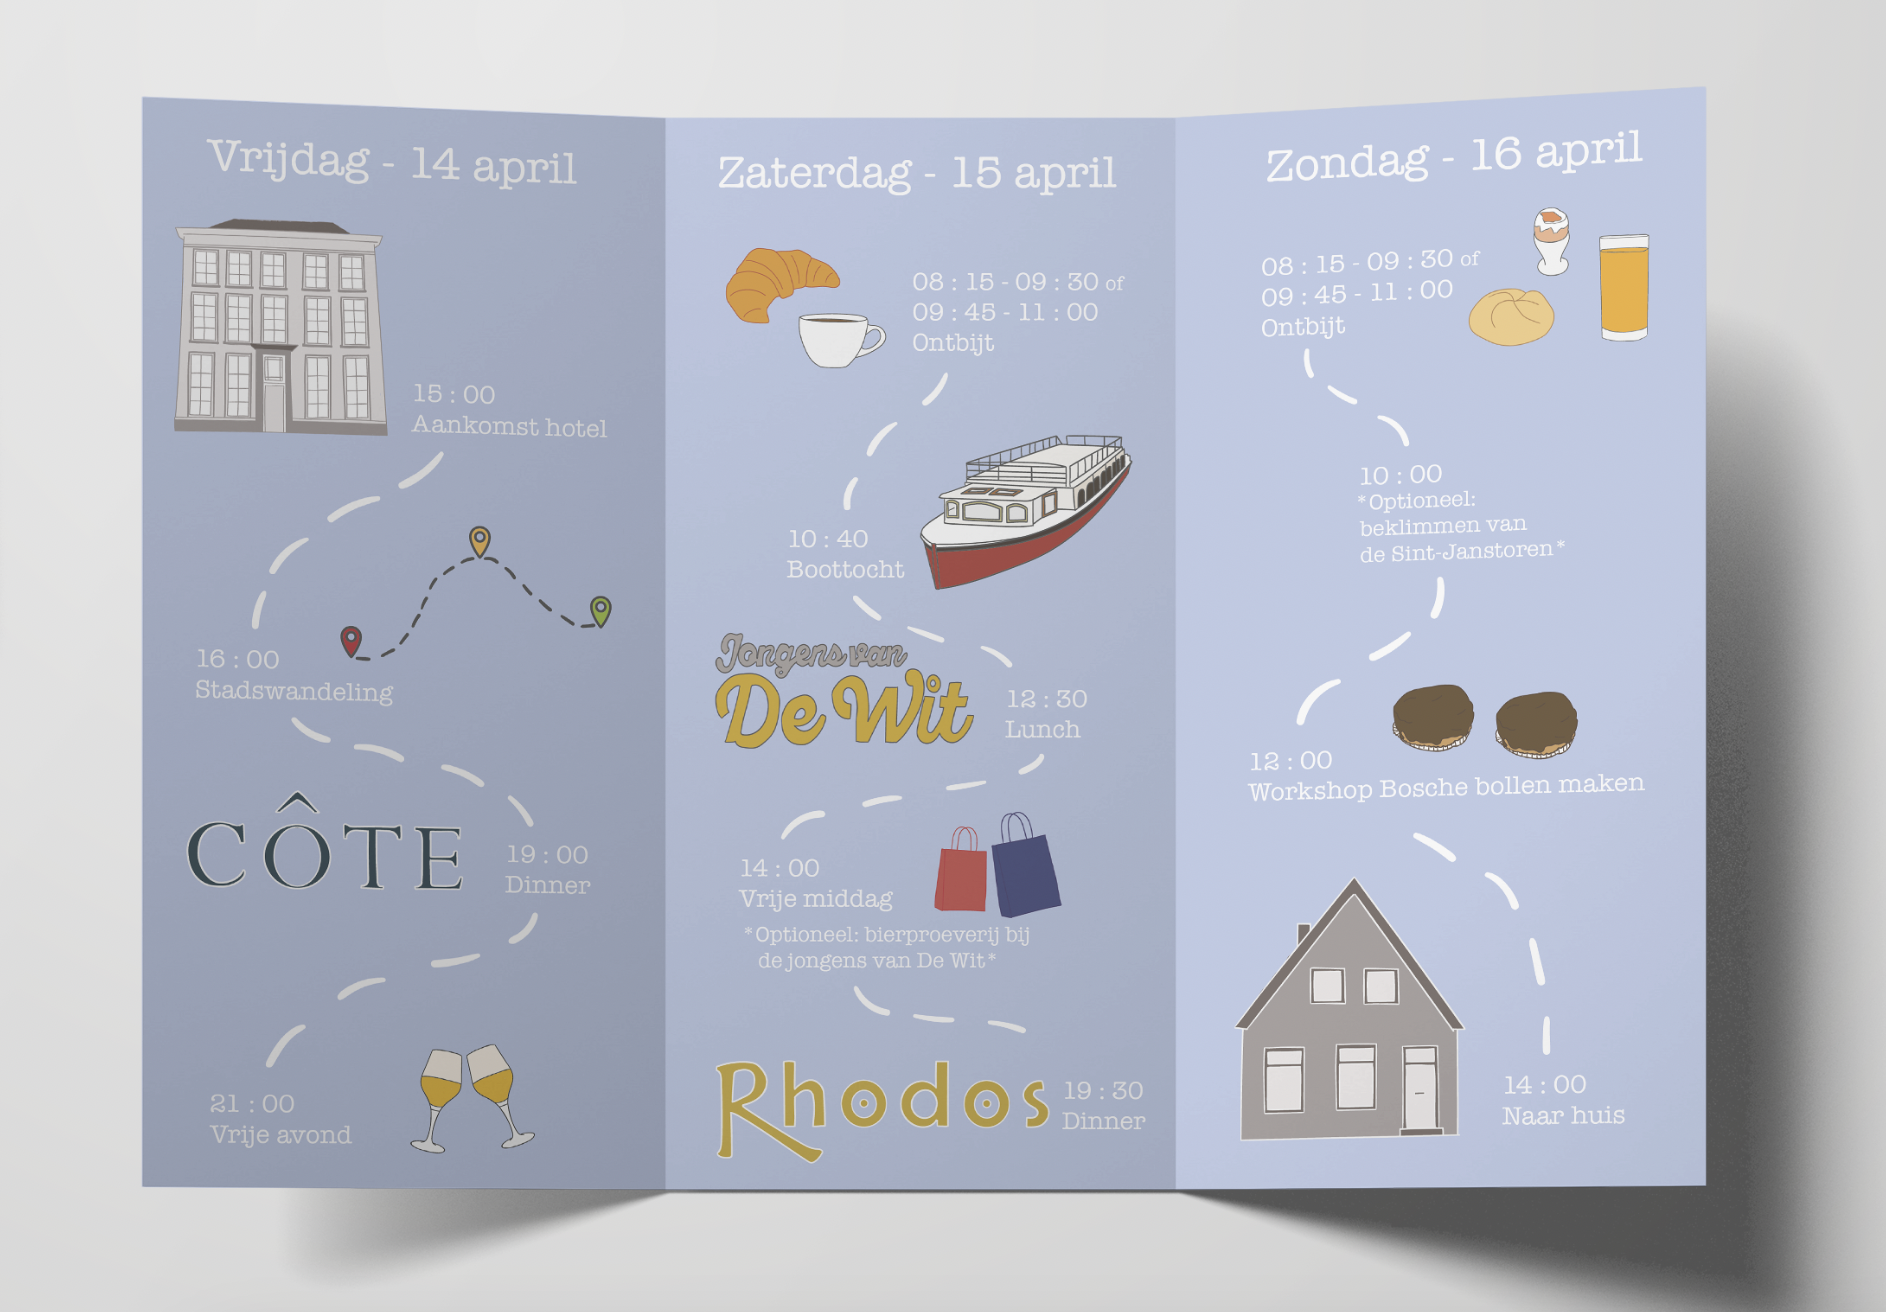 Vrijdag - 14 april
15 : 00
Aankomst hotel
16 : 00
Stadswandeling
CÔTE
19 : 00
Dinner
21 : 00
Vrije avond
Zaterdag - 15 april
08 : 15 - 09 : 30 of
09 : 45 - 11 : 00
Ontbijt
10 : 40
Boottocht
Jongens van
De Wit
12 : 30
Lunch
14 : 00
Vrije middag
*Optioneel: bierproeverij bij
de jongens van De Wit*
Rhodos
19 : 30
Dinner
Zondag - 16 april
08 : 15 - 09 : 30 of
09 : 45 - 11 : 00
Ontbijt
10 : 00
*Optioneel:
beklimmen van
de Sint-Janstoren*
12 : 00
Workshop Bosche bollen maken
14 : 00
Naar huis